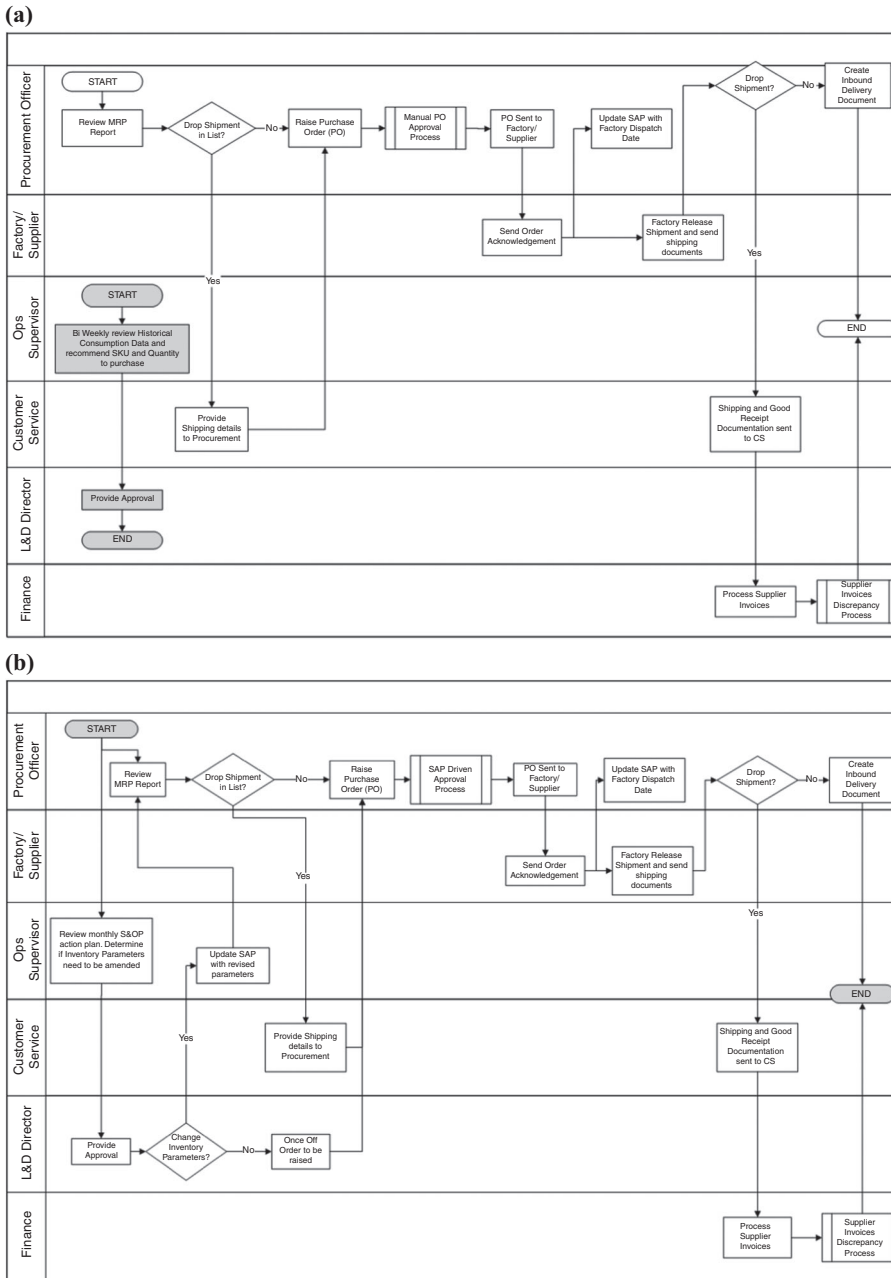 (a)
Procurement Officer
START
Review MRP
Report
Drop Shipment
in List?
No
Raise Purchase
Order (PO)
Manual PO
Approval
Process
PO Sent to
Factory/
Supplier
Update SAP with
Factory Dispatch
Date
Drop
Shipment?
No
Create
Inbound
Delivery
Document
Factory/
Supplier
Send Order
Acknowledgement
Factory Release
Shipment and send
shipping
documents
Yes
Yes
Ops
Supervisor
START
Bi Weekly review Historical
Consumption Data and
recommend SKU and Quantity
to purchase
END
Customer
Service
Provide
Shipping details
to Procurement
Shipping and Good
Receipt
Documentation sent
to CS
L&D Director
Provide Approval
END
Finance
Process Supplier
Invoices
Supplier
Invoices
Discrepancy
Process
(b)
Procurement
Officer
START
Review
MRP Report
Drop Shipment
in List?
No
Raise
Purchase
Order (PO)
SAP Driven
Approval
Process
PO Sent to
Factory/
Supplier
Update SAP with
Factory Dispatch
Date
Drop
Shipment?
No
Create
Inbound
Delivery
Document
Factory/
Supplier
Yes
Send Order
Acknowledgement
Factory Release
Shipment and send
shipping
documents
Ops
Supervisor
Review monthly S&OP
action plan. Determine
if Inventory Parameters
need to be amended
Update SAP
with revised
parameters
Yes
END
Customer
Service
Yes
Provide Shipping
details to
Procurement
Shipping and Good
Receipt
Documentation
sent to CS
L&D Director
Provide
Approval
Change
Inventory
Parameters?
No
Once Off
Order to be
raised
Finance
Process
Supplier
Invoices
Supplier
Invoices
Discrepancy
Process